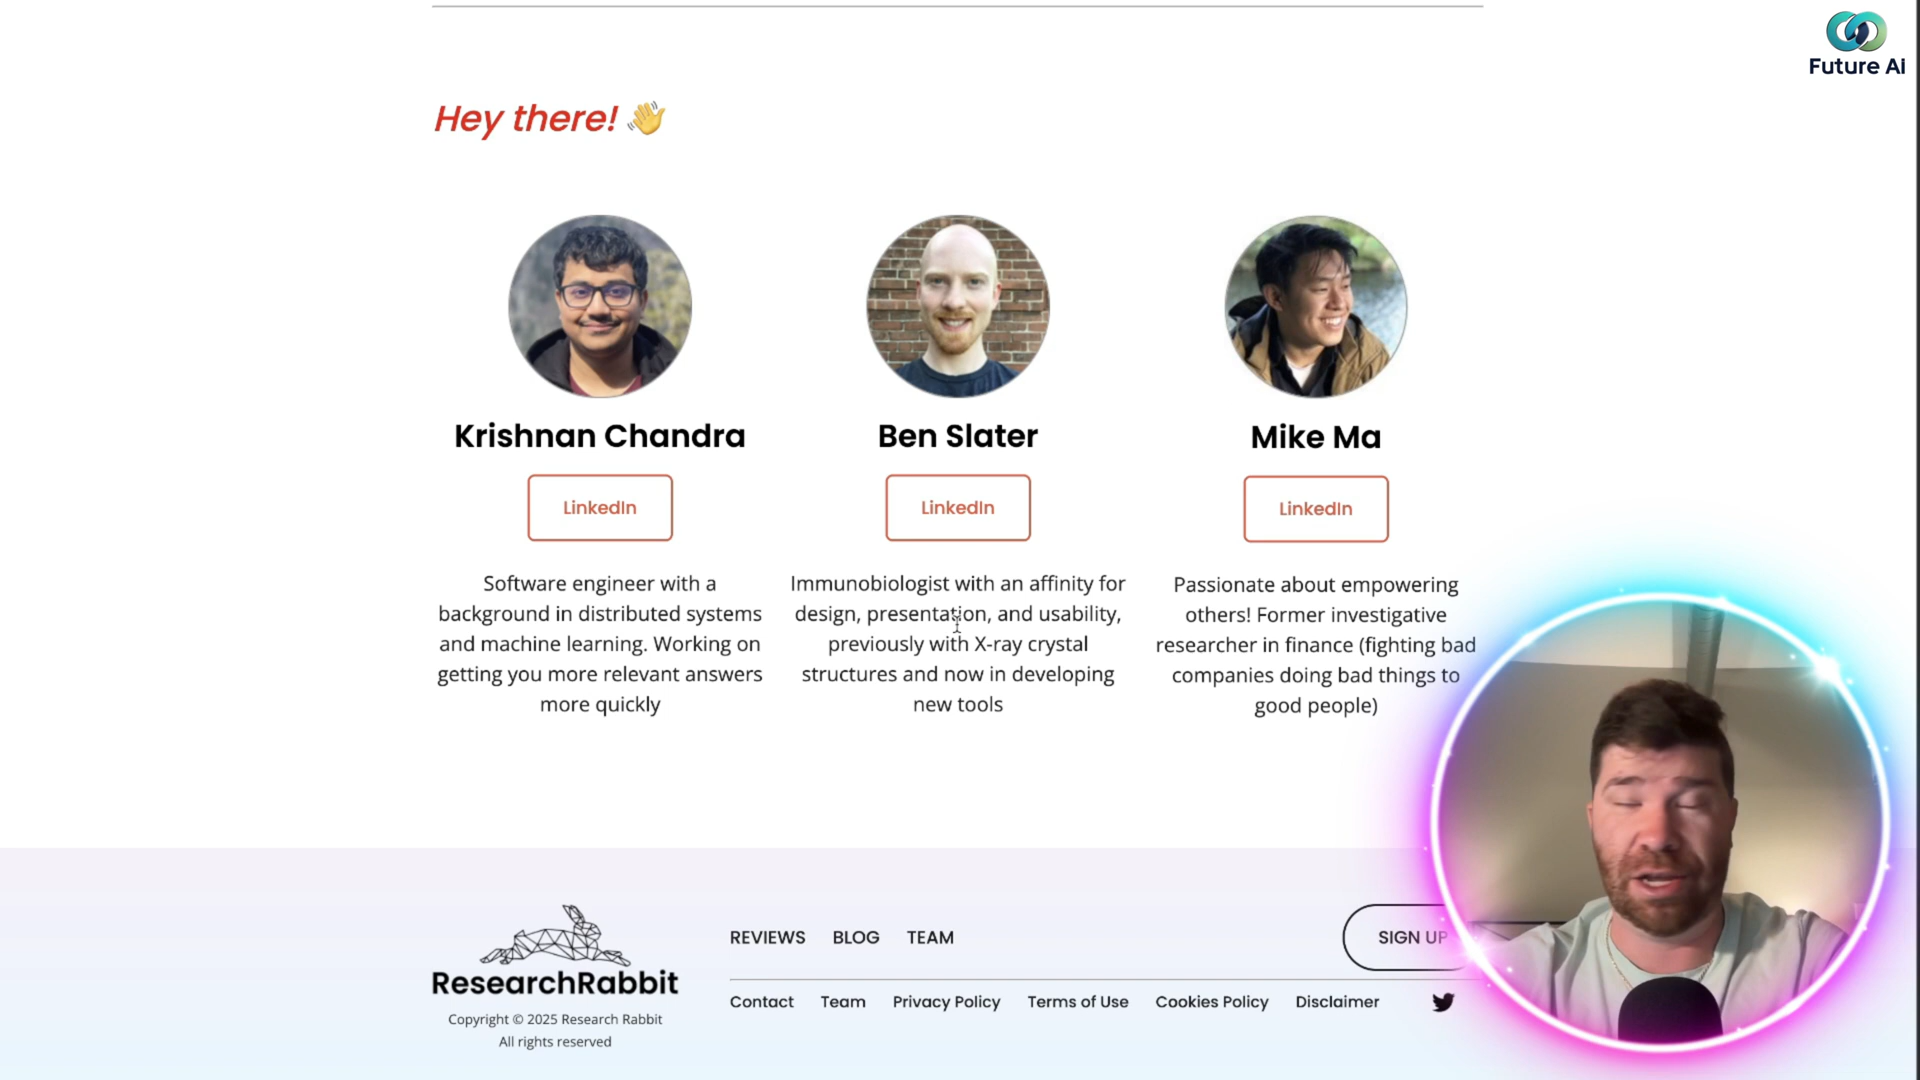 Future Ai
Hey there! 👋
Krishnan Chandra
LinkedIn
Software engineer with a
background in distributed systems
and machine learning. Working on
getting you more relevant answers
more quickly
Ben Slater
LinkedIn
Immunobiologist with an affinity for
design, presentation, and usability,
previously with X-ray crystal
structures and now in developing
new tools
Mike Ma
LinkedIn
Passionate about empowering
others! Former investigative
researcher in finance (fighting bad
companies doing bad things to
good people)
ResearchRabbit
Copyright © 2025 Research Rabbit
All rights reserved
REVIEWS BLOG TEAM
SIGN UP
Contact Team Privacy Policy Terms of Use Cookies Policy Disclaimer